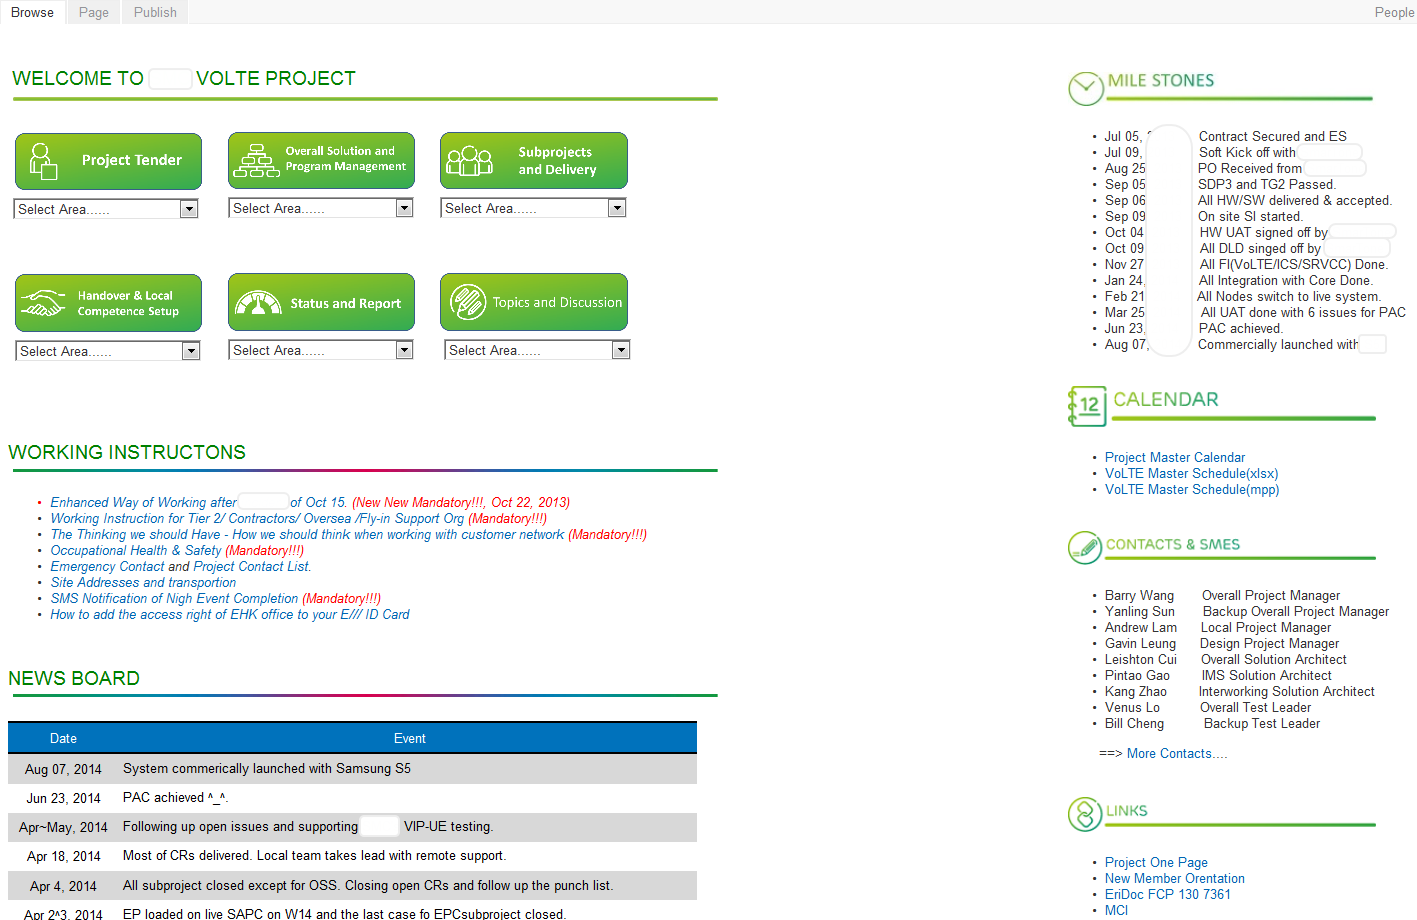 Browse Page Publish People
WELCOME TO VOLTE PROJECT
Project Tender
Select Area......
Overall Solution and
Program Management
Select Area......
Subprojects
and Delivery
Select Area......
Handover & Local
Competence Setup
Select Area......
Status and Report
Select Area......
Topics and Discussion
Select Area......
WORKING INSTRUCTONS
• Enhanced Way of Working after of Oct 15. (New New Mandatory!!!, Oct 22, 2013)
• Working Instruction for Tier 2/ Contractors/ Oversea /Fly-in Support Org (Mandatory!!!)
• The Thinking we should Have - How we should think when working with customer network (Mandatory!!!)
• Occupational Health & Safety (Mandatory!!!)
• Emergency Contact and Project Contact List.
• Site Addresses and transportion
• SMS Notification of Nigh Event Completion (Mandatory!!!)
• How to add the access right of EHK office to your E/// ID Card
NEWS BOARD
Date Event
Aug 07, 2014 System commerically launched with Samsung S5
Jun 23, 2014 PAC achieved ^_^.
Apr~May, 2014 Following up open issues and supporting VIP-UE testing.
Apr 18, 2014 Most of CRs delivered. Local team takes lead with remote support.
Apr 4, 2014 All subproject closed except for OSS. Closing open CRs and follow up the punch list.
Apr 2^3, 2014 EP loaded on live SAPC on W14 and the last case fo EPCsubproject closed.
MILE STONES
• Jul 05, Contract Secured and ES
• Jul 09, Soft Kick off with
• Aug 25 PO Received from
• Sep 05 SDP3 and TG2 Passed.
• Sep 06 All HW/SW delivered & accepted.
• Sep 09 On site SI started.
• Oct 04 HW UAT signed off by
• Oct 09 All DLD singed off by
• Nov 27 All FI(VoLTE/ICS/SRVCC) Done.
• Jan 24, All Integration with Core Done.
• Feb 21 All Nodes switch to live system.
• Mar 25 All UAT done with 6 issues for PAC
• Jun 23, PAC achieved.
• Aug 07, Commercially launched with
12 CALENDAR
• Project Master Calendar
• VoLTE Master Schedule(xlsx)
• VoLTE Master Schedule(mpp)
CONTACTS & SMES
• Barry Wang Overall Project Manager
• Yanling Sun Backup Overall Project Manager
• Andrew Lam Local Project Manager
• Gavin Leung Design Project Manager
• Leishton Cui Overall Solution Architect
• Pintao Gao IMS Solution Architect
• Kang Zhao Interworking Solution Architect
• Venus Lo Overall Test Leader
• Bill Cheng Backup Test Leader
==> More Contacts....
LINKS
• Project One Page
• New Member Orentation
• EriDoc FCP 130 7361
• MCI